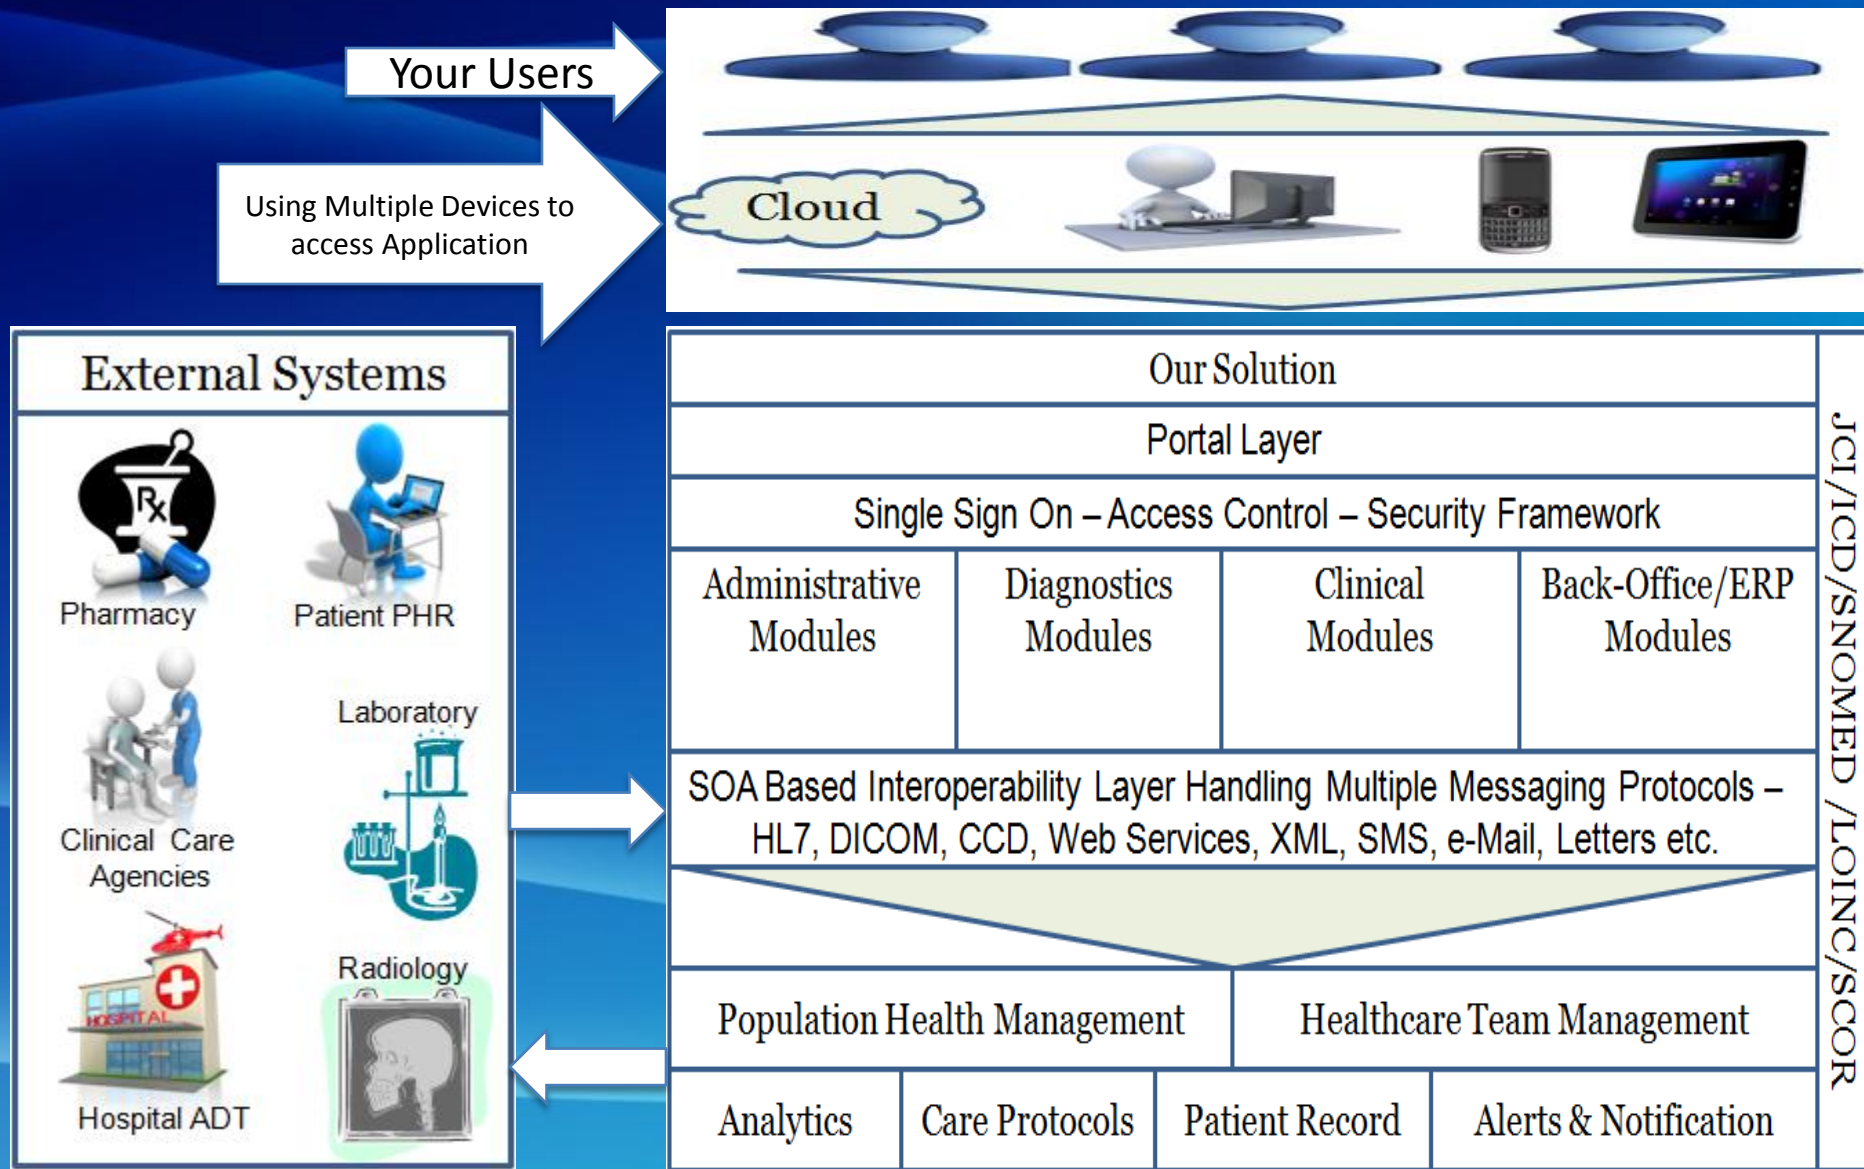 Your Users
Using Multiple Devices to
access Application
Cloud
External Systems
Rx
Pharmacy
Patient PHR
Clinical Care
Agencies
Laboratory
HOSPITAL
Hospital ADT
Radiology
Our Solution
Portal Layer
Single Sign On – Access Control – Security Framework
Administrative
Modules
Diagnostics
Modules
Clinical
Modules
Back-Office/ERP
Modules
SOA Based Interoperability Layer Handling Multiple Messaging Protocols –
HL7, DICOM, CCD, Web Services, XML, SMS, e-Mail, Letters etc.
Population Health Management
Healthcare Team Management
Analytics
Care Protocols
Patient Record
Alerts & Notification
JCI/ICD/SNOMED /LOINC/SCOR